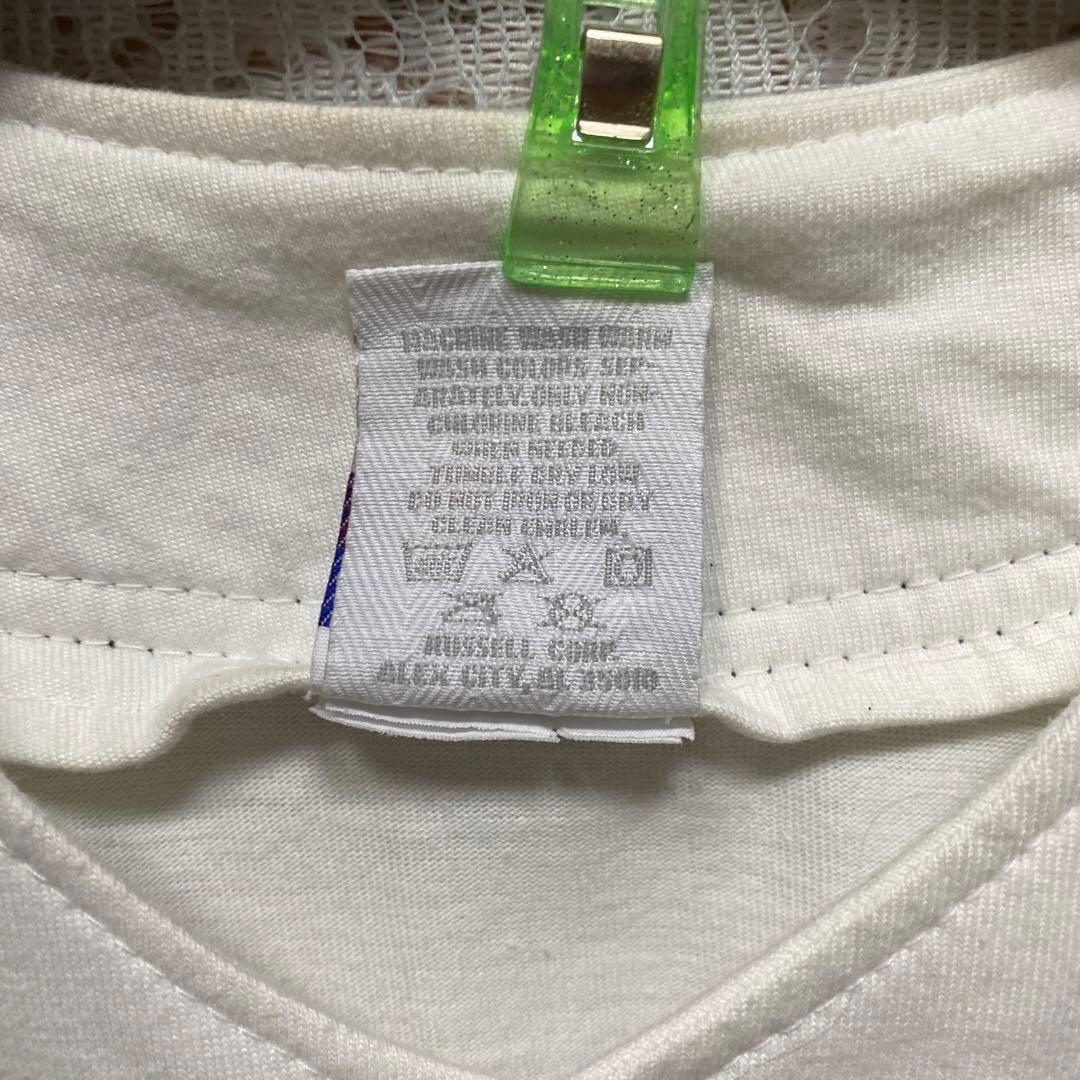 MACHINE WASH WARM
WASH COLORS SEP-
ARATELY. ONLY NON-
CHLORINE BLEACH
WHEN NEEDED.
TUMBLE DRY LOW
DO NOT IRON OR DRY
CLEAN EMBLEM.
RUSSELL CORP.
ALEX CITY, AL 35010